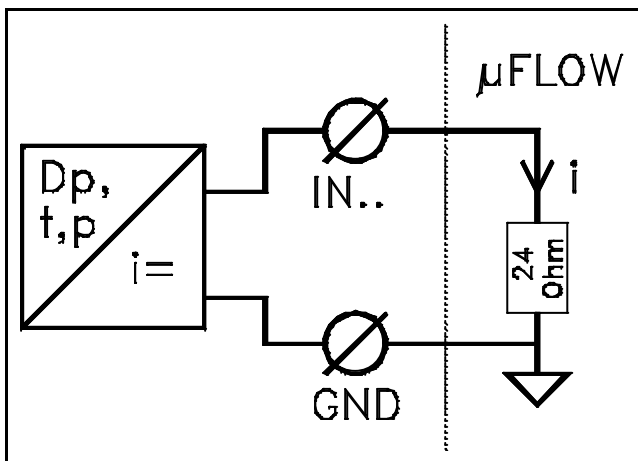 µFLOW
Dp,
t,p
i=
IN..
i
24
Ohm
GND